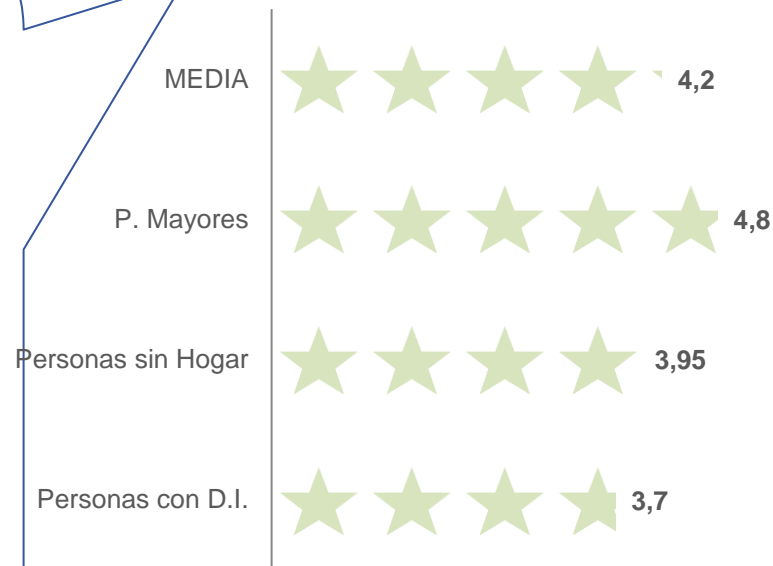 MEDIA 4,2
P. Mayores 4,8
Personas sin Hogar 3,95
Personas con D.I. 3,7